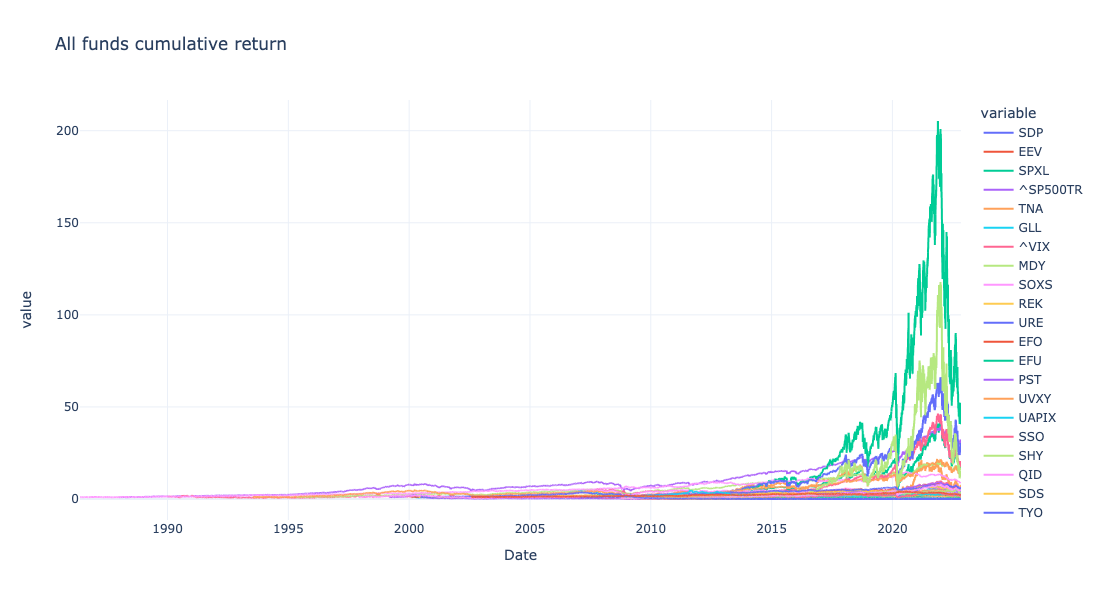 All funds cumulative return
variable
SDP
EEV
SPXL
^SP500TR
TNA
GLL
^VIX
MDY
SOXS
REK
URE
EFO
EFU
PST
UVXY
UAPIX
SSO
SHY
QID
SDS
TYO
value
200
150
100
50
0
1990
1995
2000
2005
2010
2015
2020
Date